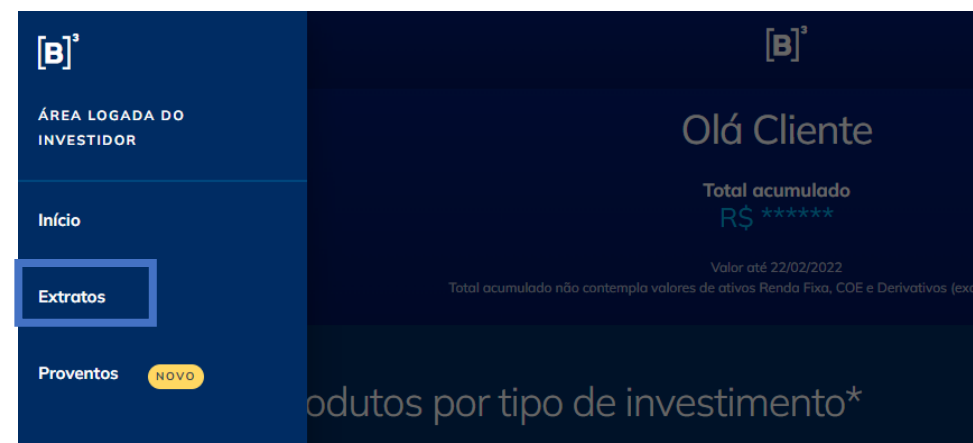 [B]³
ÁREA LOGADA DO
INVESTIDOR
Início
Extratos
Proventos NOVO
[B]³
Olá Cliente
Total acumulado
R$ ******
Valor até 22/02/2022
Total acumulado não contempla valores de ativos Renda Fixa, COE e Derivativos (exc
odutos por tipo de investimento*